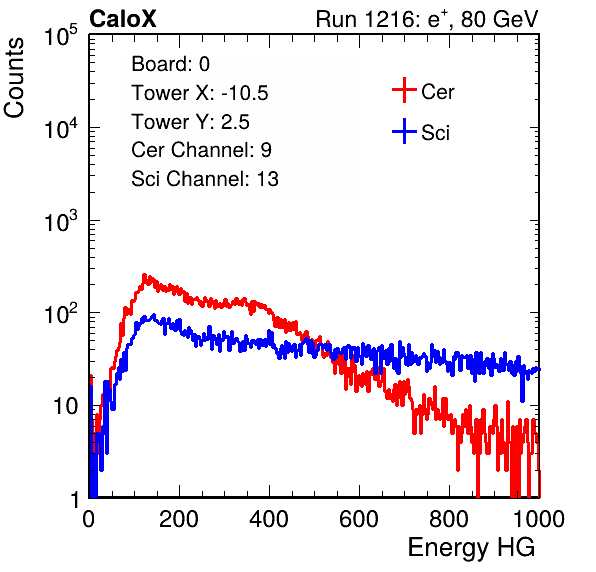 CaloX Run 1216: e⁺, 80 GeV
Counts
10⁵
10⁴
10³
10²
10
1
Board: 0
Tower X: -10.5
Tower Y: 2.5
Cer Channel: 9
Sci Channel: 13
Cer
Sci
0 200 400 600 800 1000
Energy HG